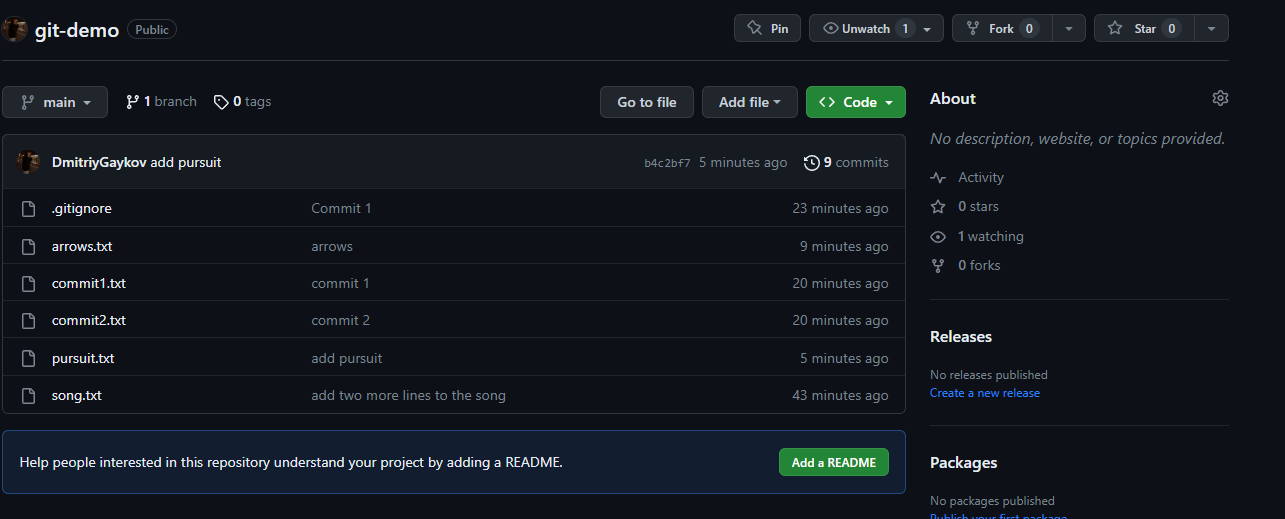 git-demo Public Pin Unwatch 1 Fork 0 Star 0
main 1 branch 0 tags Go to file Add file Code
DmitriyGaykov add pursuit b4c2bf7 5 minutes ago 9 commits
.gitignore Commit 1 23 minutes ago
arrows.txt arrows 9 minutes ago
commit1.txt commit 1 20 minutes ago
commit2.txt commit 2 20 minutes ago
pursuit.txt add pursuit 5 minutes ago
song.txt add two more lines to the song 43 minutes ago
Help people interested in this repository understand your project by adding a README. Add a README
About
No description, website, or topics provided.
Activity
0 stars
1 watching
0 forks
Releases
No releases published
Create a new release
Packages
No packages published
Publish your first package